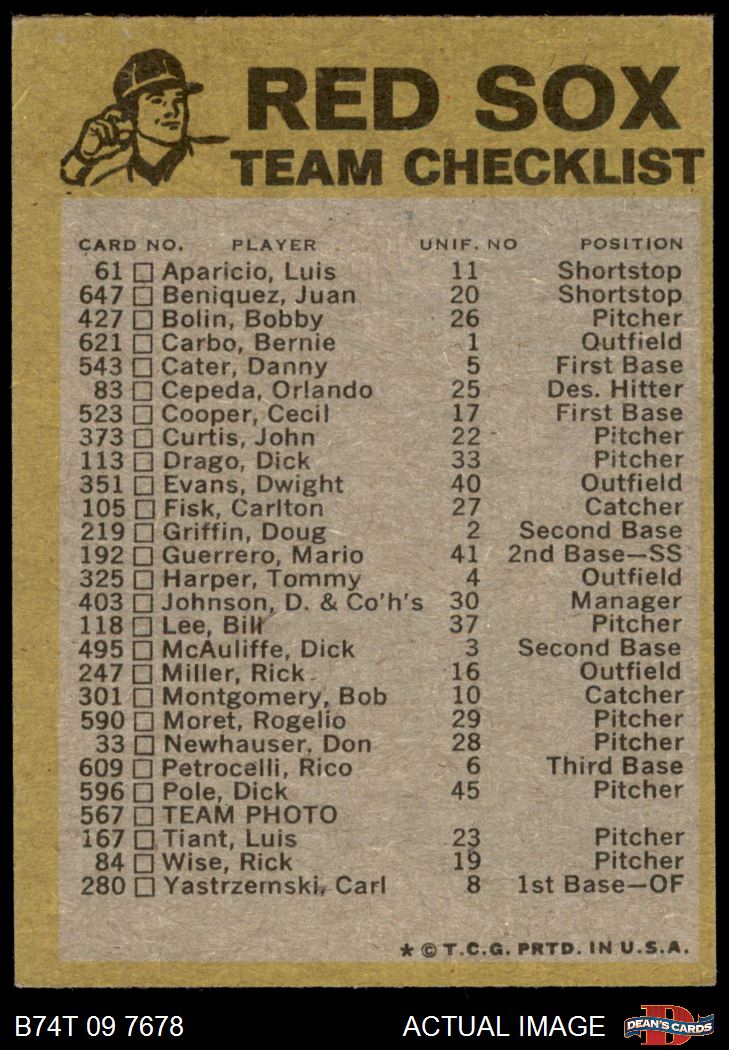 RED SOX
TEAM CHECKLIST
CARD NO. PLAYER UNIF. NO POSITION
61 Aparicio, Luis 11 Shortstop
647 Beniquez, Juan 20 Shortstop
427 Bolin, Bobby 26 Pitcher
621 Carbo, Bernie 1 Outfield
543 Cater, Danny 5 First Base
83 Cepeda, Orlando 25 Des. Hitter
523 Cooper, Cecil 17 First Base
373 Curtis, John 22 Pitcher
113 Drago, Dick 33 Pitcher
351 Evans, Dwight 40 Outfield
105 Fisk, Carlton 27 Catcher
219 Griffin, Doug 2 Second Base
192 Guerrero, Mario 41 2nd Base—SS
325 Harper, Tommy 4 Outfield
403 Johnson, D. & Co'h's 30 Manager
118 Lee, Bill 37 Pitcher
495 McAuliffe, Dick 3 Second Base
247 Miller, Rick 16 Outfield
301 Montgomery, Bob 10 Catcher
590 Moret, Rogelio 29 Pitcher
33 Newhauser, Don 28 Pitcher
609 Petrocelli, Rico 6 Third Base
596 Pole, Dick 45 Pitcher
567 TEAM PHOTO
167 Tiant, Luis 23 Pitcher
84 Wise, Rick 19 Pitcher
280 Yastrzemski, Carl 8 1st Base—OF
* © T.C.G. PRTD. IN U.S.A.
B74T 09 7678 ACTUAL IMAGE DEAN'S CARDS